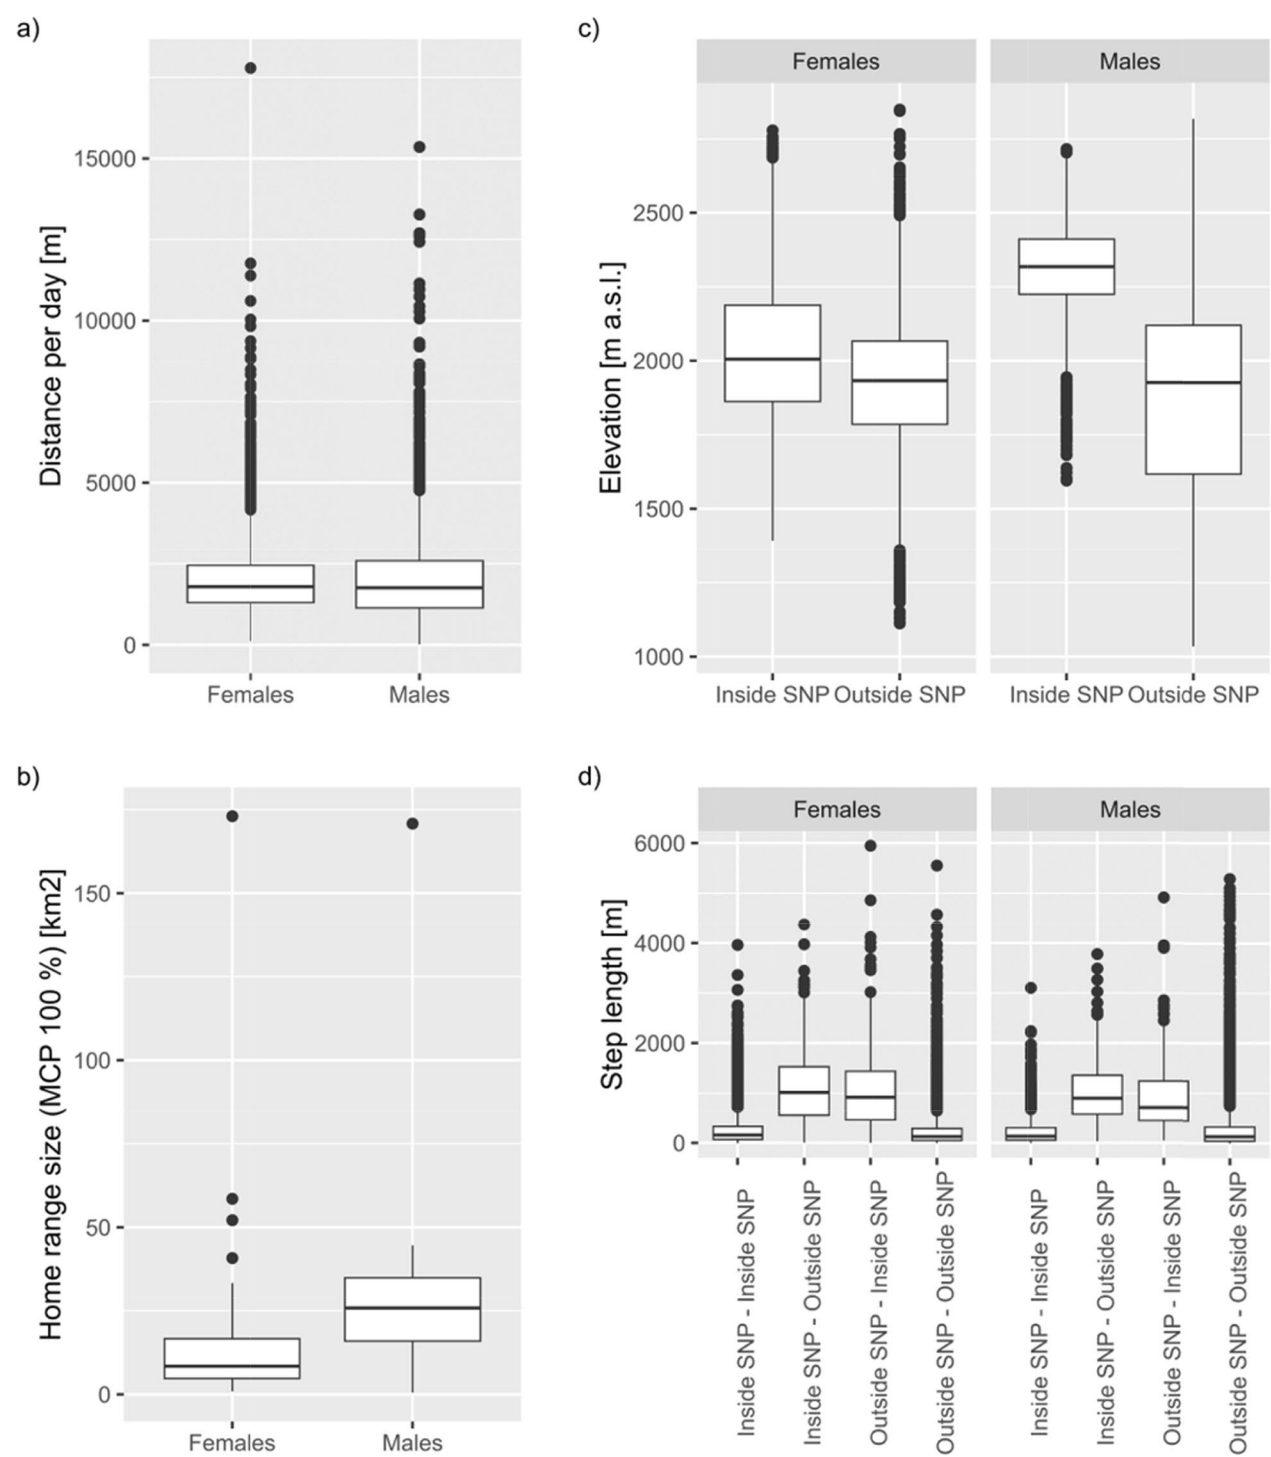 a)
Distance per day [m]
15000
10000
5000
0
Females Males
b)
Home range size (MCP 100 %) [km2]
150
100
50
0
Females Males
c)
Females Males
Elevation [m a.s.l.]
2500
2000
1500
1000
Inside SNP Outside SNP Inside SNP Outside SNP
d)
Females Males
Step length [m]
6000
4000
2000
0
Inside SNP - Inside SNP
Inside SNP - Outside SNP
Outside SNP - Inside SNP
Outside SNP - Outside SNP
Inside SNP - Inside SNP
Inside SNP - Outside SNP
Outside SNP - Inside SNP
Outside SNP - Outside SNP